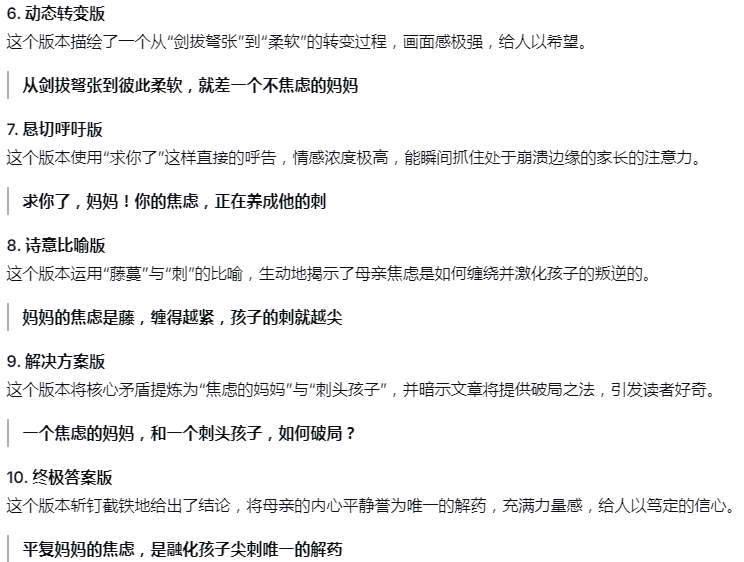 6. 动态转变版
这个版本描绘了一个从“剑拔弩张”到“柔软”的转变过程，画面感极强，给人以希望。
从剑拔弩张到彼此柔软，就差一个不焦虑的妈妈
7. 恳切呼吁版
这个版本使用“求你了”这样直接的呼告，情感浓度极高，能瞬间抓住处于崩溃边缘的家长的注意力。
求你了，妈妈！你的焦虑，正在养成他的刺
8. 诗意比喻版
这个版本运用“藤蔓”与“刺”的比喻，生动地揭示了母亲焦虑是如何缠绕并激化孩子的叛逆的。
妈妈的焦虑是藤，缠得越紧，孩子的刺就越尖
9. 解决方案版
这个版本将核心矛盾提炼为“焦虑的妈妈”与“刺头孩子”，并暗示文章将提供破局之法，引发读者好奇。
一个焦虑的妈妈，和一个刺头孩子，如何破局？
10. 终极答案版
这个版本斩钉截铁地给出了结论，将母亲的内心平静誉为唯一的解药，充满力量感，给人以笃定的信心。
平复妈妈的焦虑，是融化孩子尖刺唯一的解药